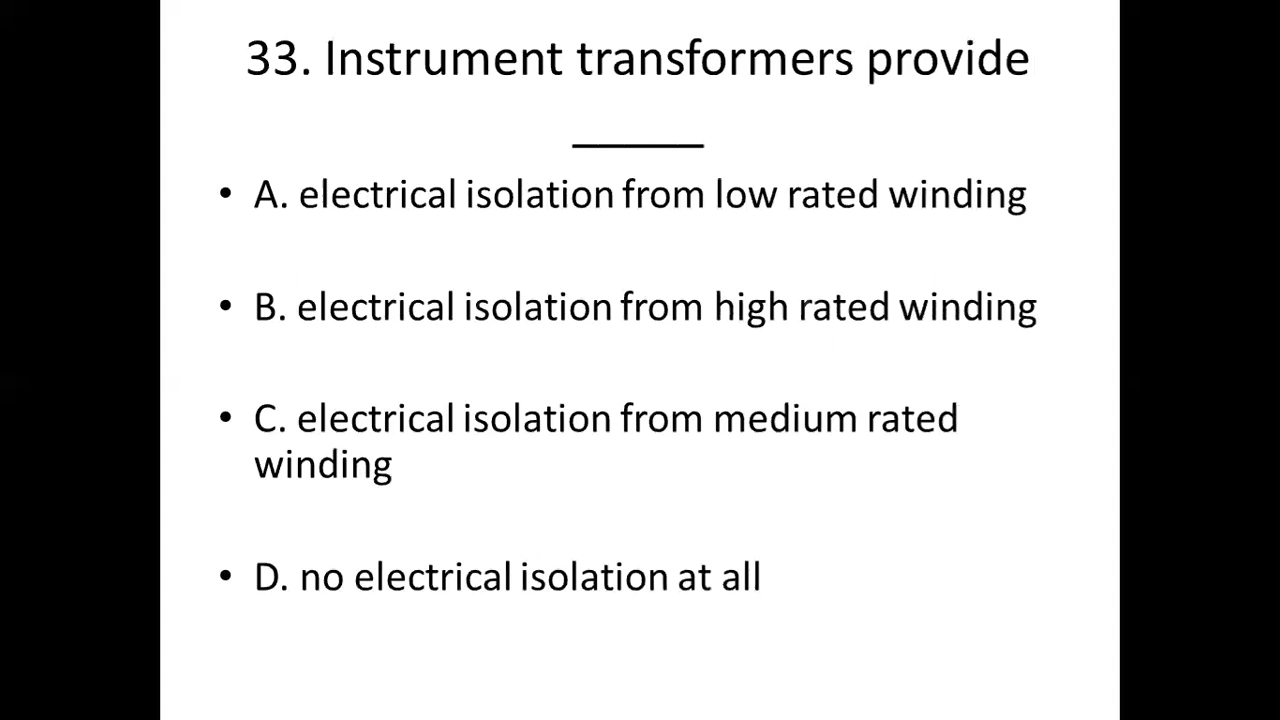 33. Instrument transformers provide
______
• A. electrical isolation from low rated winding
• B. electrical isolation from high rated winding
• C. electrical isolation from medium rated
winding
• D. no electrical isolation at all